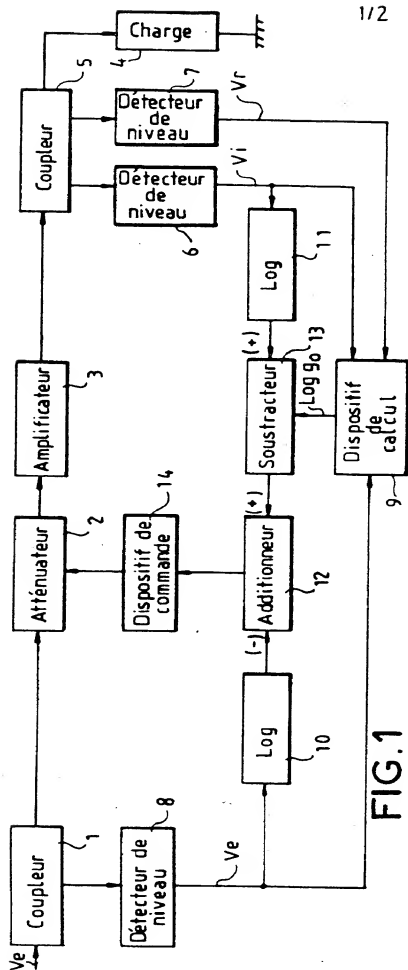 1/2
Ve
Coupleur
1
Atténuateur
2
Amplificateur
3
Coupleur
5
Charge
4
Détecteur de
niveau
8
Dispositif de
commande
14
Détecteur
de
niveau
6
Détecteur
de
niveau
7
Ve
Vi
Vr
Log
10
(-)
Additionneur
12
(+)
Soustracteur
13
(+)
Log
11
Log go
Dispositif
de
calcul
9
FIG.1